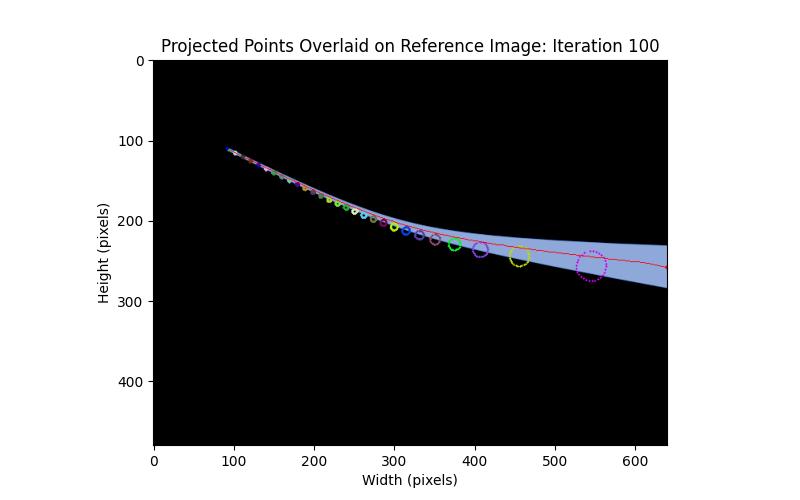 Projected Points Overlaid on Reference Image: Iteration 100
0
100
200
300
400
Height (pixels)
0 100 200 300 400 500 600
Width (pixels)